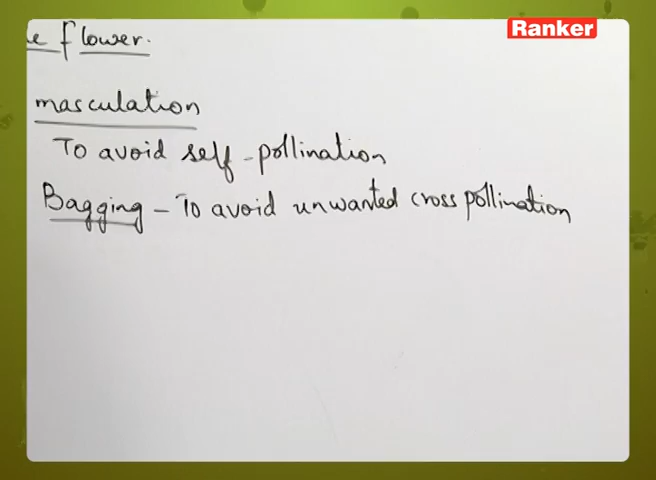 Ranker
e flower.
masculation
To avoid self-pollination
Bagging - To avoid unwanted cross pollination